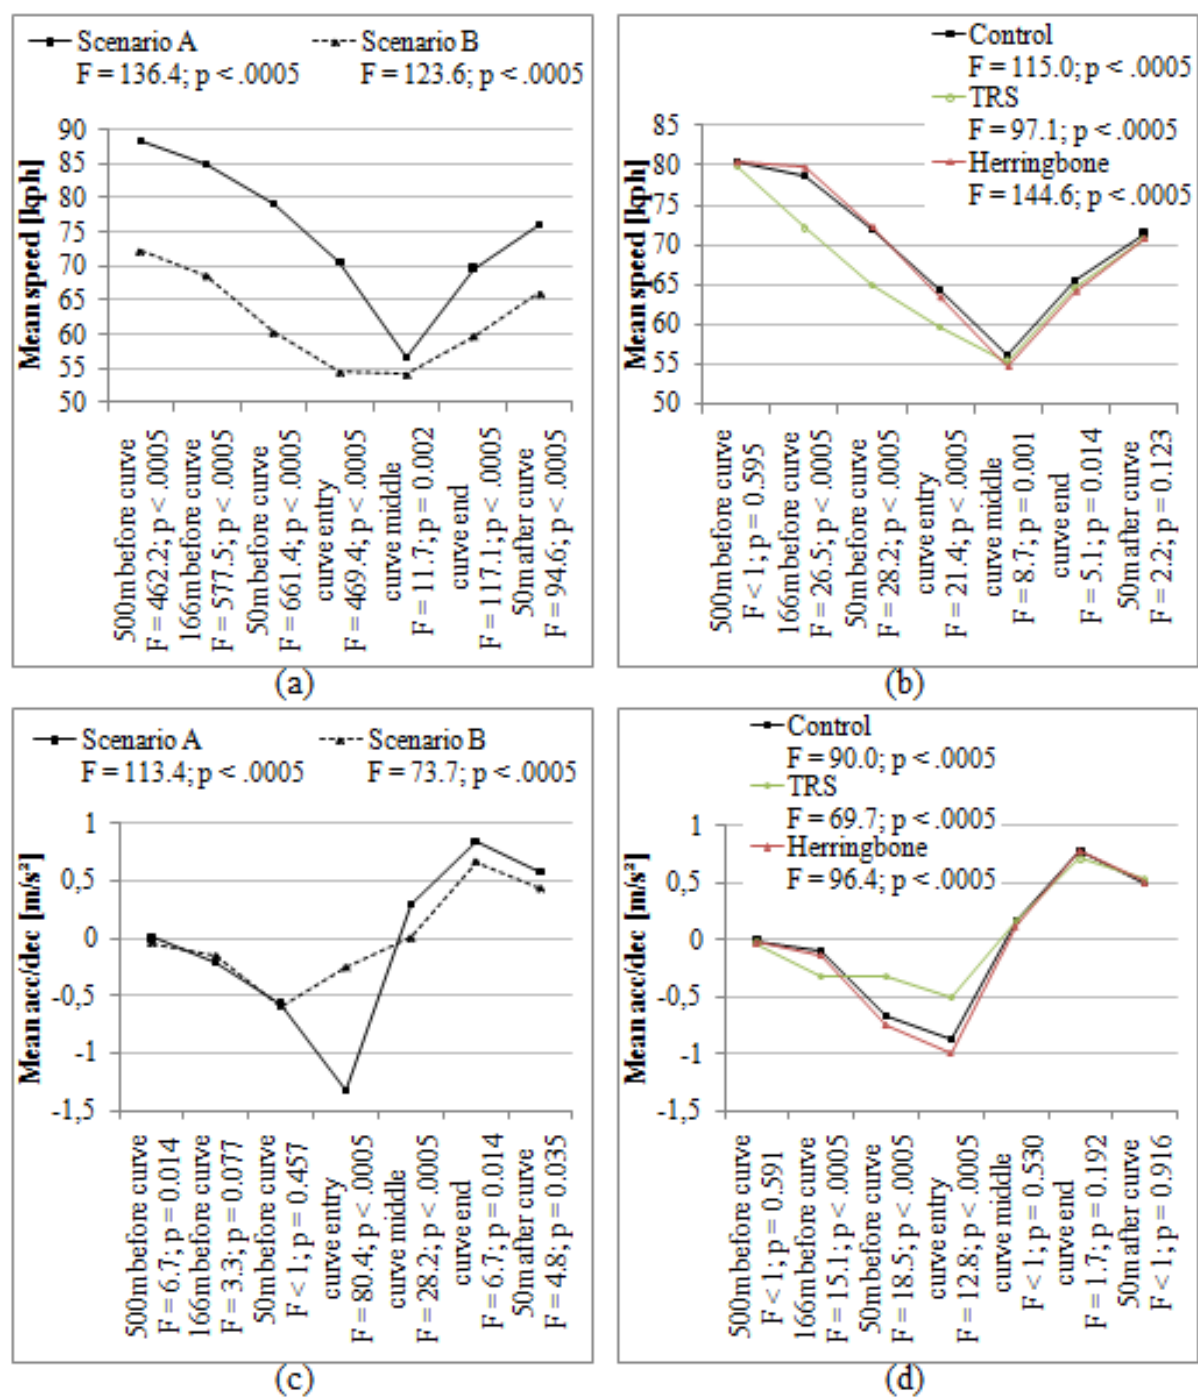 Scenario A
F = 136.4; p < .0005
Scenario B
F = 123.6; p < .0005
Mean speed [kph]
90
85
80
75
70
65
60
55
50
500m before curve
F = 462.2; p < .0005
166m before curve
F = 577.5; p < .0005
50m before curve
F = 661.4; p < .0005
curve entry
F = 469.4; p < .0005
curve middle
F = 11.7; p = 0.002
curve end
F = 117.1; p < .0005
50m after curve
F = 94.6; p < .0005
(a)
Control
F = 115.0; p < .0005
TRS
F = 97.1; p < .0005
Herringbone
F = 144.6; p < .0005
Mean speed [kph]
85
80
75
70
65
60
55
50
500m before curve
F < 1; p = 0.595
166m before curve
F = 26.5; p < .0005
50m before curve
F = 28.2; p < .0005
curve entry
F = 21.4; p < .0005
curve middle
F = 8.7; p = 0.001
curve end
F = 5.1; p = 0.014
50m after curve
F = 2.2; p = 0.123
(b)
Scenario A
F = 113.4; p < .0005
Scenario B
F = 73.7; p < .0005
Mean acc/dec [m/s²]
1
0,5
0
-0,5
-1
-1,5
500m before curve
F = 6.7; p = 0.014
166m before curve
F = 3.3; p = 0.077
50m before curve
F < 1; p = 0.457
curve entry
F = 80.4; p < .0005
curve middle
F = 28.2; p < .0005
curve end
F = 6.7; p = 0.014
50m after curve
F = 4.8; p = 0.035
(c)
Control
F = 90.0; p < .0005
TRS
F = 69.7; p < .0005
Herringbone
F = 96.4; p < .0005
Mean acc/dec [m/s²]
1
0,5
0
-0,5
-1
-1,5
500m before curve
F < 1; p = 0.591
166m before curve
F = 15.1; p < .0005
50m before curve
F = 18.5; p < .0005
curve entry
F = 12.8; p < .0005
curve middle
F < 1; p = 0.530
curve end
F = 1.7; p = 0.192
50m after curve
F < 1; p = 0.916
(d)